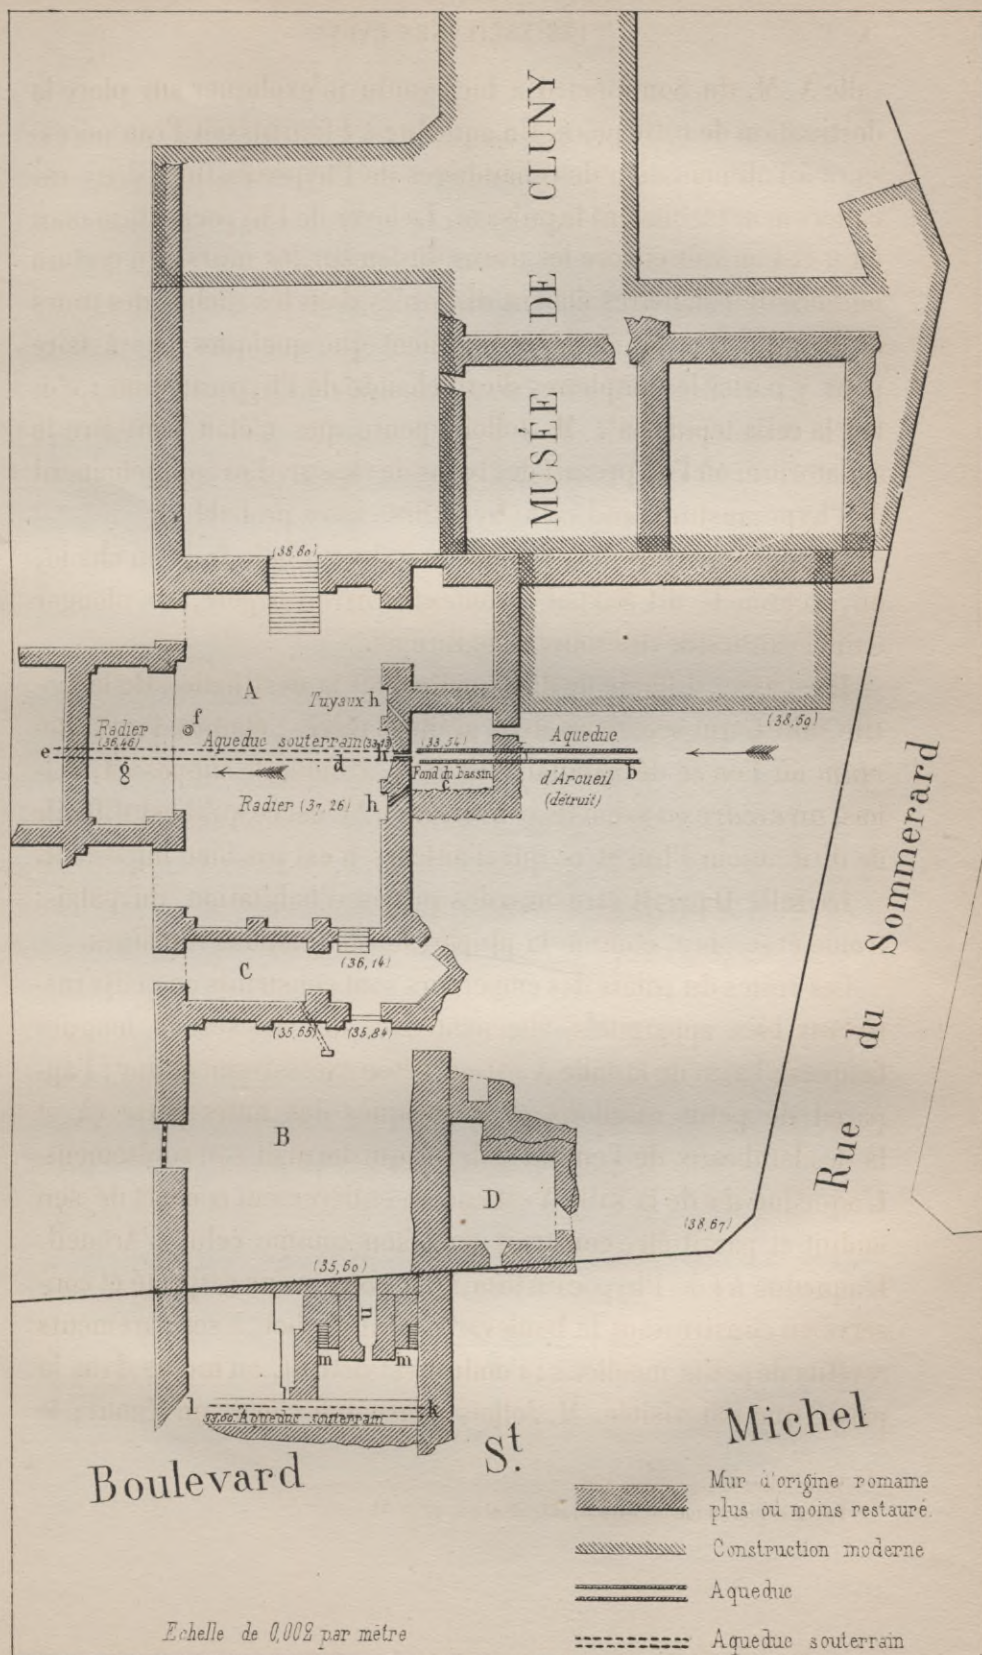 MUSÉE DE CLUNY
(38,80)
A
Tuyaux h
f
Radier
(36,46)
Aqueduc souterrain
(33,54)
Aqueduc
(38,59)
e
h
g
d
Fond du bassin
c
d'Arcueil
b
(détruit)
Radier (37,26)
h
C
(36,14)
(35,65)
(35,84)
B
D
Rue du Sommerard
(38,67)
(35,60)
n
m
m
l
Aqueduc souterrain
k
Boulevard St. Michel
Mur d'origine romaine
plus ou moins restauré.
Construction moderne
Aqueduc
Aqueduc souterrain
Echelle de 0,002 par mètre